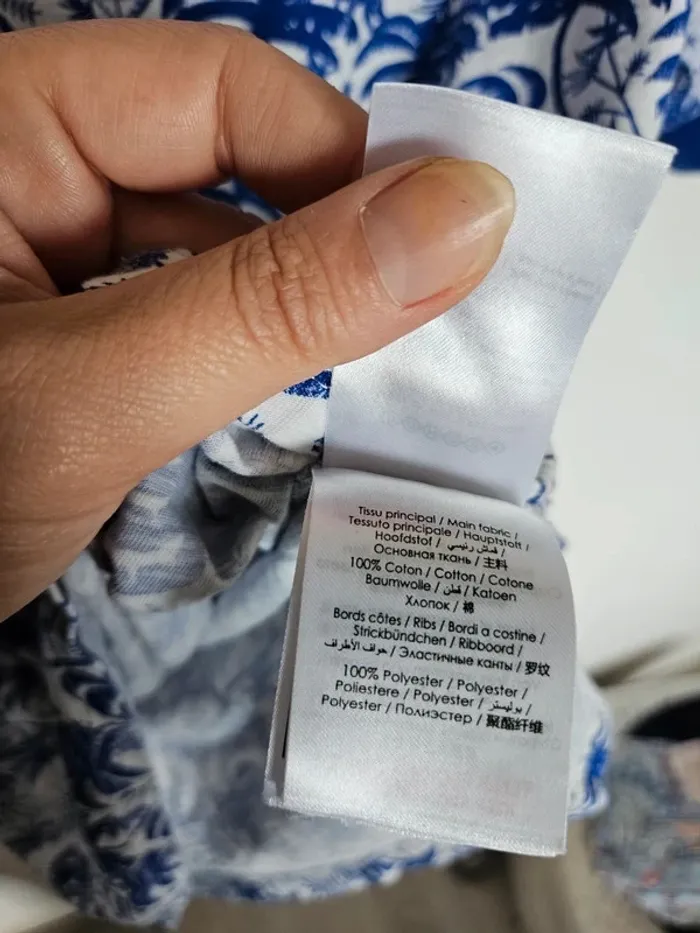 Tissu principal / Main fabric /
Tessuto principale / Hauptstoff /
Hoofdstof / قماش رئيسي /
Основная ткань / 主料
100% Coton / Cotton / Cotone
Baumwolle / قطن / Katoen
Хлопок / 棉
Bords côtes / Ribs / Bordi a costine /
Strickbündchen / Ribboord /
حواف الأطراف / Эластичные канты / 罗纹
100% Polyester / Polyester /
Poliestere / Polyester / بوليستر /
Polyester / Полиэстер / 聚酯纤维